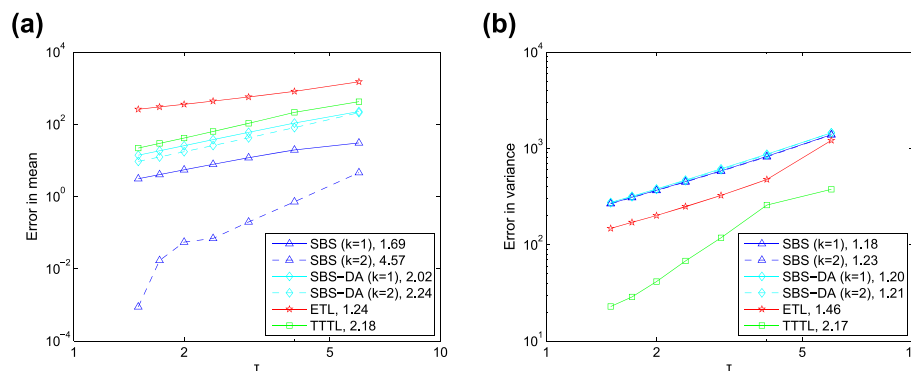 (a)
Error in mean
10^4
10^2
10^0
10^-2
10^-4
1
2
5
10
τ
SBS (k=1), 1.69
SBS (k=2), 4.57
SBS-DA (k=1), 2.02
SBS-DA (k=2), 2.24
ETL, 1.24
TTTL, 2.18
(b)
Error in variance
10^4
10^3
10^2
10^1
1
2
5
1
τ
SBS (k=1), 1.18
SBS (k=2), 1.23
SBS-DA (k=1), 1.20
SBS-DA (k=2), 1.21
ETL, 1.46
TTTL, 2.17